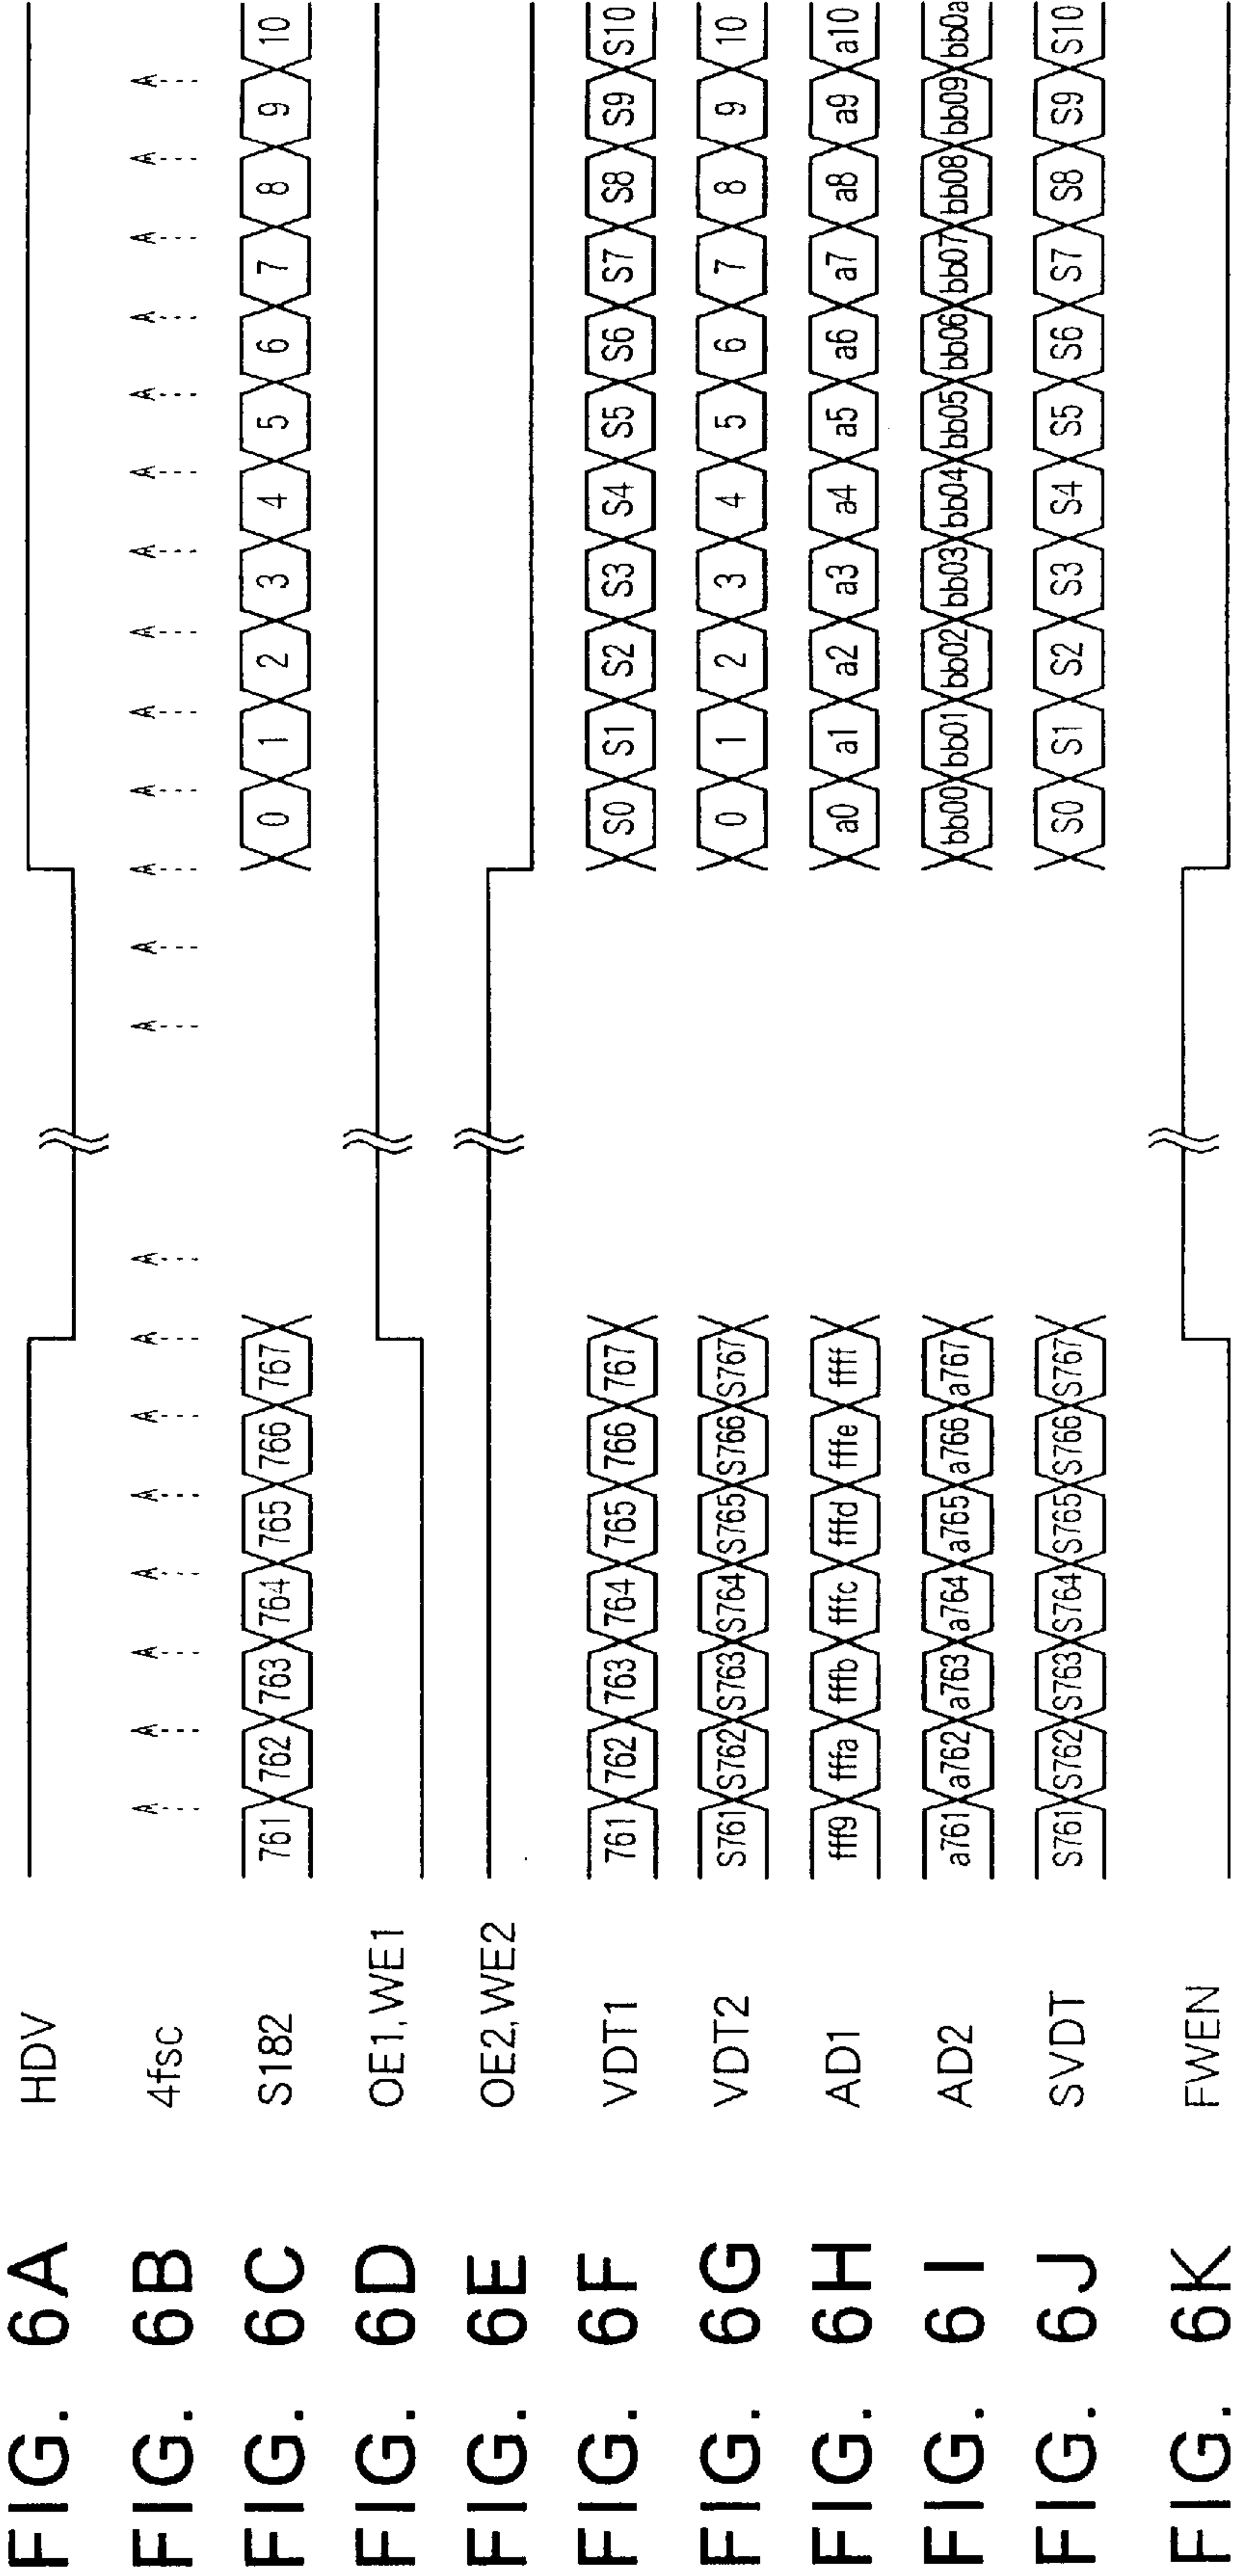 FIG. 6A HDV
FIG. 6B 4fsc
FIG. 6C S182 761 762 763 764 765 766 767 0 1 2 3 4 5 6 7 8 9 10
FIG. 6D OE1,WE1
FIG. 6E OE2,WE2
FIG. 6F VDT1 761 762 763 764 765 766 767 S0 S1 S2 S3 S4 S5 S6 S7 S8 S9 S10
FIG. 6G VDT2 S761 S762 S763 S764 S765 S766 S767 0 1 2 3 4 5 6 7 8 9 10
FIG. 6H AD1 fff9 fffa fffb fffc fffd fffe ffff a0 a1 a2 a3 a4 a5 a6 a7 a8 a9 a10
FIG. 6I AD2 a761 a762 a763 a764 a765 a766 a767 bb00 bb01 bb02 bb03 bb04 bb05 bb06 bb07 bb08 bb09 bb0a
FIG. 6J SVDT S761 S762 S763 S764 S765 S766 S767 S0 S1 S2 S3 S4 S5 S6 S7 S8 S9 S10
FIG. 6K FWEN